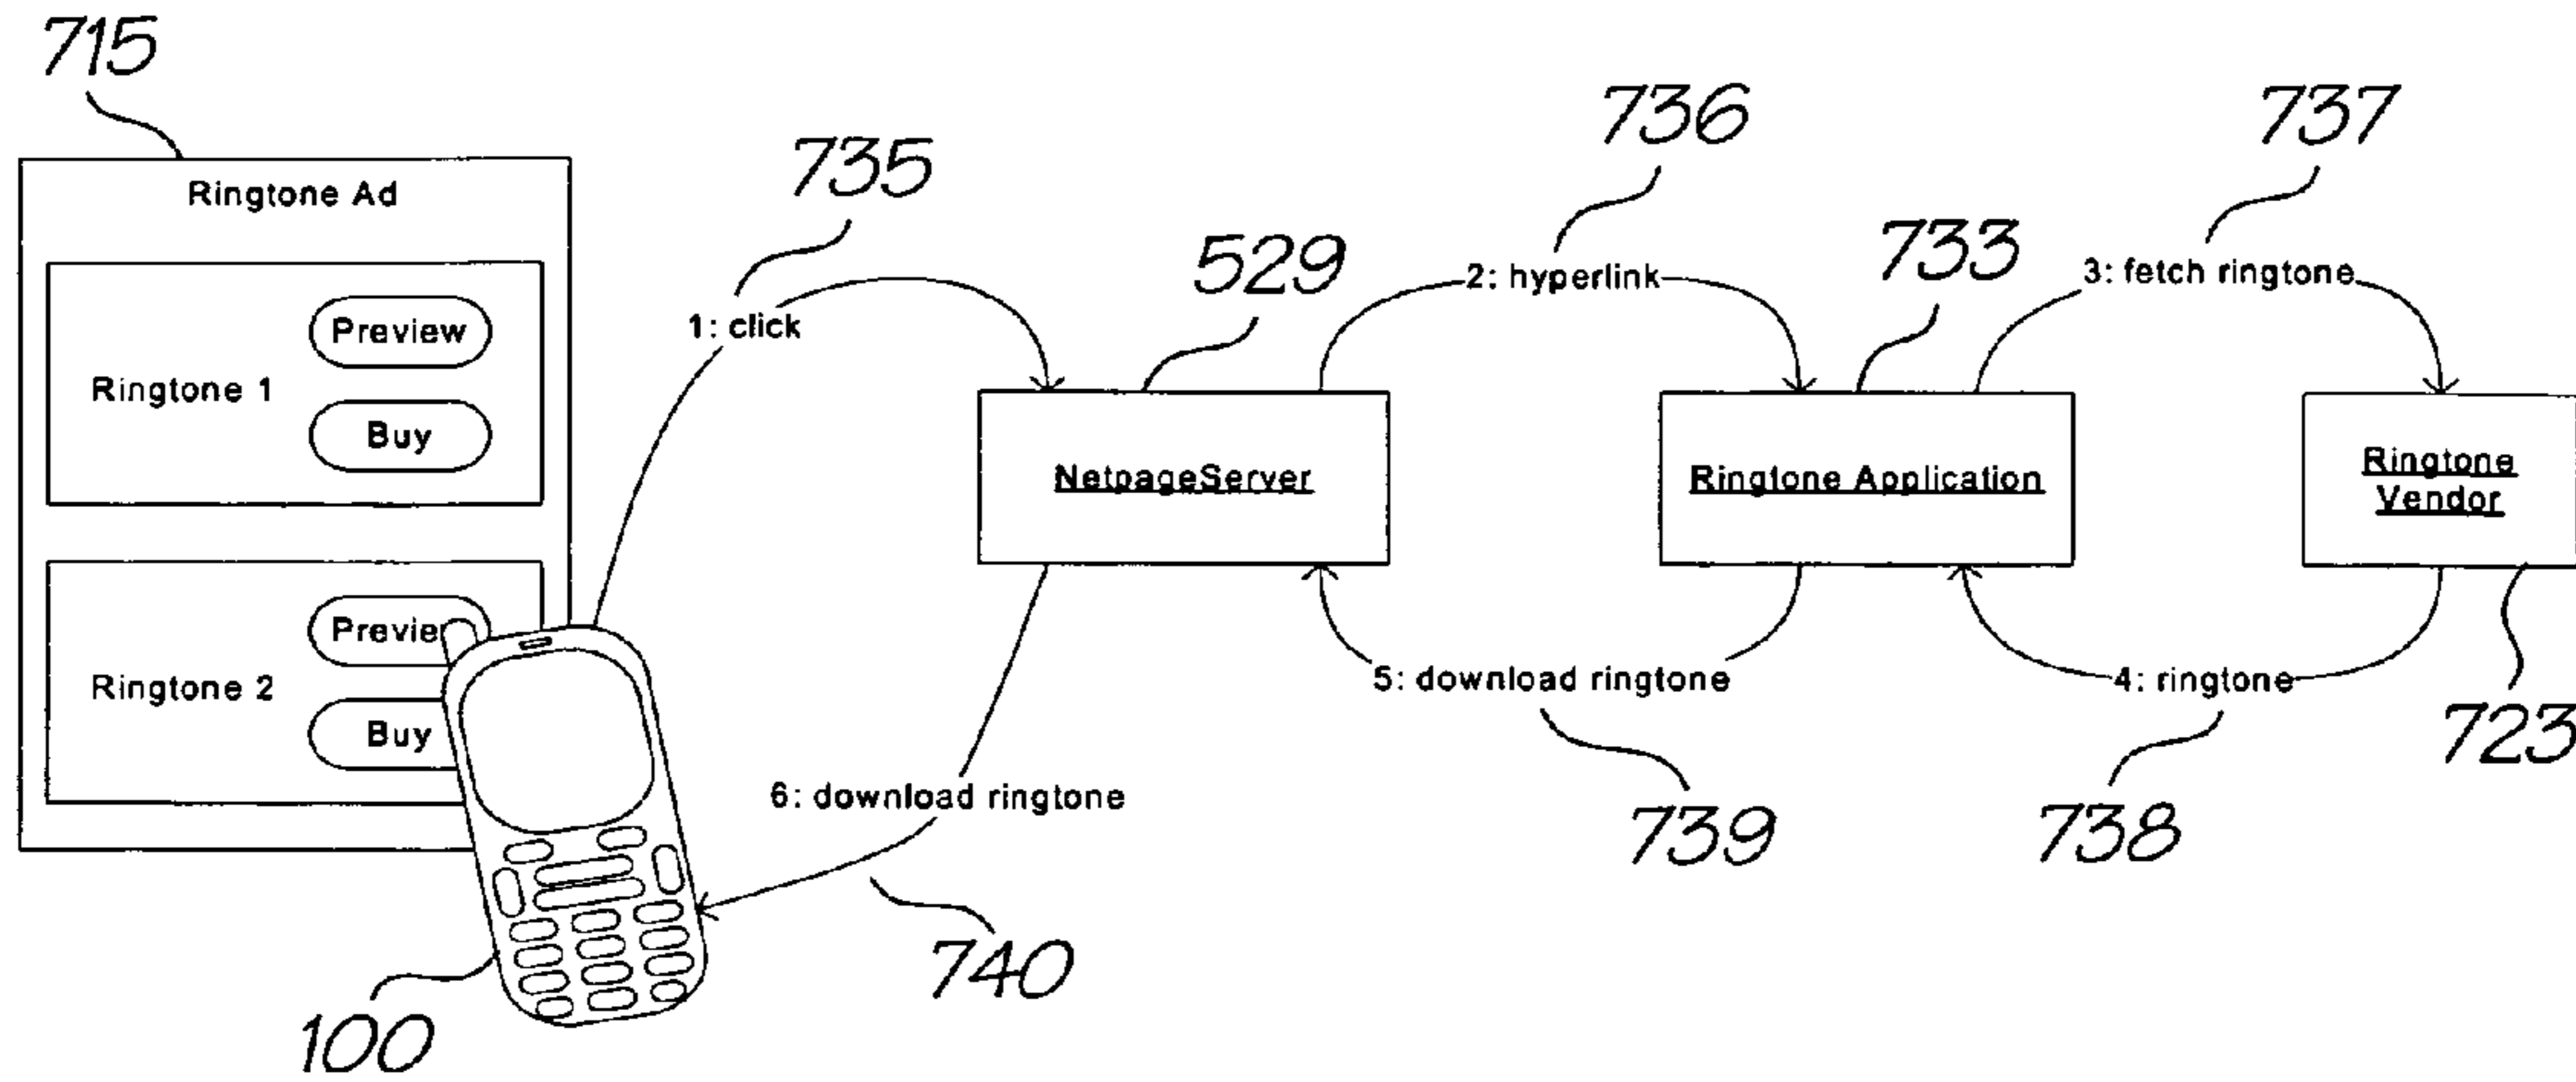 715
Ringtone Ad
Ringtone 1
Preview
Buy
Ringtone 2
Previe
Buy
100
735
1: click
529
NetpageServer
736
2: hyperlink
733
Ringtone Application
737
3: fetch ringtone
Ringtone
Vendor
723
4: ringtone
738
5: download ringtone
739
6: download ringtone
740